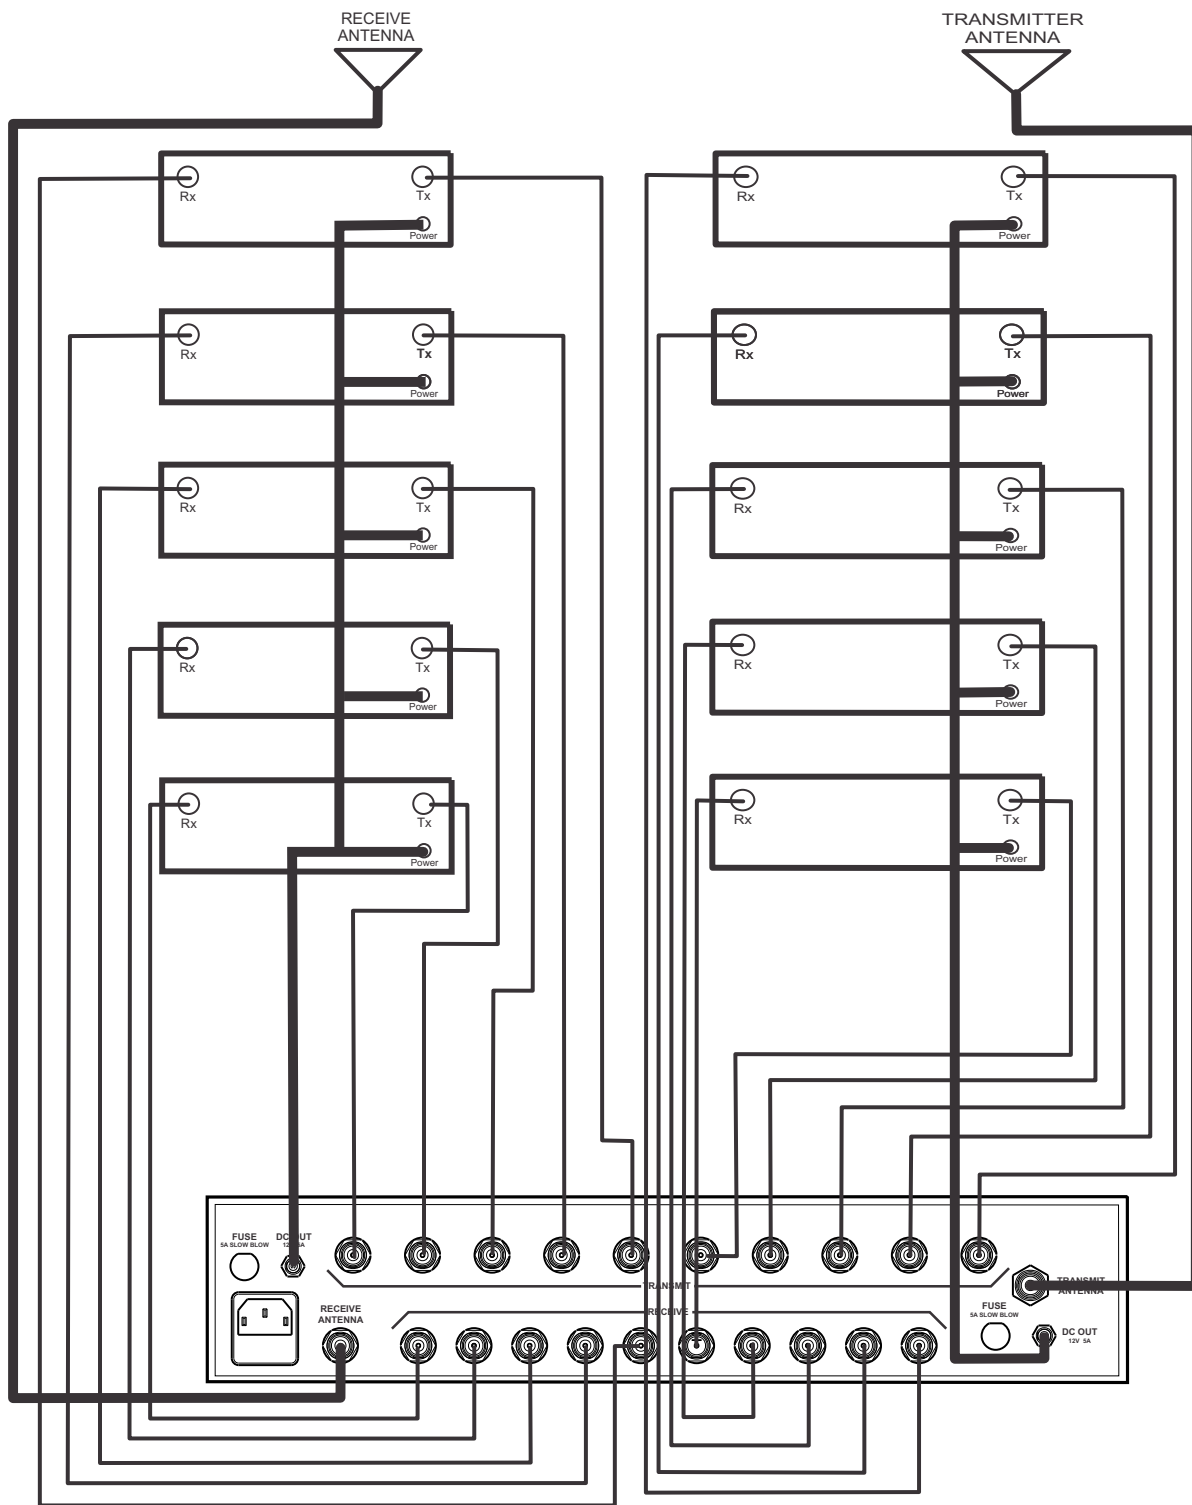 RECEIVE
ANTENNA
TRANSMITTER
ANTENNA
Rx
Tx
Power
Rx
Tx
Power
Rx
Tx
Power
Rx
Tx
Power
Rx
Tx
Power
Rx
Tx
Power
Rx
Tx
Power
Rx
Tx
Power
Rx
Tx
Power
Rx
Tx
Power
FUSE
5A SLOW BLOW
DC OUT
12V 5A
TRANSMIT
TRANSMIT
ANTENNA
RECEIVE
ANTENNA
RECEIVE
FUSE
5A SLOW BLOW
DC OUT
12V 5A